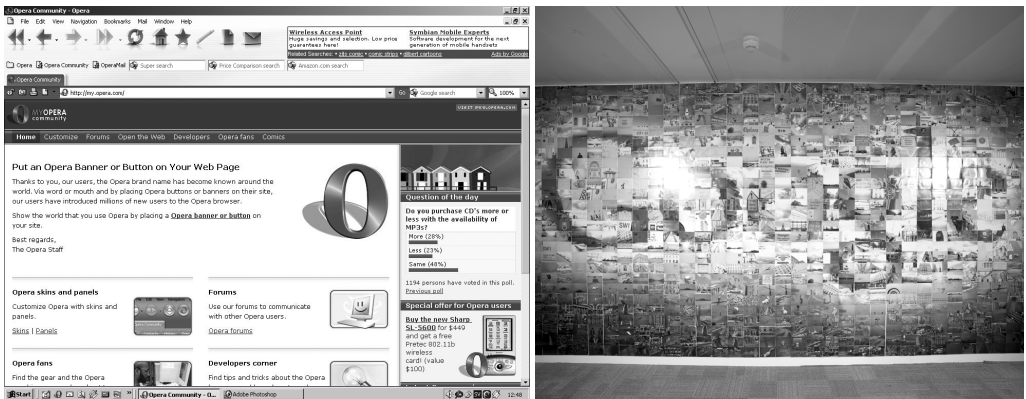 Opera Community - Opera
File Edit View Navigation Bookmarks Mail Window Help
Wireless Access Point
Huge savings and selection. Low price
guarantees here!
Symbian Mobile Experts
Software development for the next
generation of mobile handsets
Related Searches: • zits comic • comic strips • dilbert cartoons
Ads by Google
Opera Opera Community OperaMail Super search Price Comparison search Amazon.com search
Opera Community
http://my.opera.com/ Go Google search 100%
MYOPERA
community
VISIT WWW.OPERA.COM
Home Customize Forums Open the Web Developers Opera fans Comics
Put an Opera Banner or Button on Your Web Page
Thanks to you, our users, the Opera brand name has become known around the
world. Via word or mouth and by placing Opera buttons or banners on their site,
our users have introduced millions of new users to the Opera browser.
Show the world that you use Opera by placing a Opera banner or button on
your site.
Best regards,
The Opera Staff
Opera skins and panels
Customize Opera with skins and
panels.
Skins | Panels
Forums
Use our forums to communicate
with other Opera users.
Opera forums
Opera fans
Find the gear and the Opera
Developers corner
Find tips and tricks about the Opera
Question of the day
Do you purchase CD's more or
less with the availability of
MP3s?
More (28%)
Less (23%)
Same (48%)
1194 persons have voted in this poll.
Previous poll
Special offer for Opera users
Buy the new Sharp
SL-5600 for $449
and get a free
Pretec 802.11b
wireless
card! (value
$100)
Start Opera Community - O... Adobe Photoshop 12:48